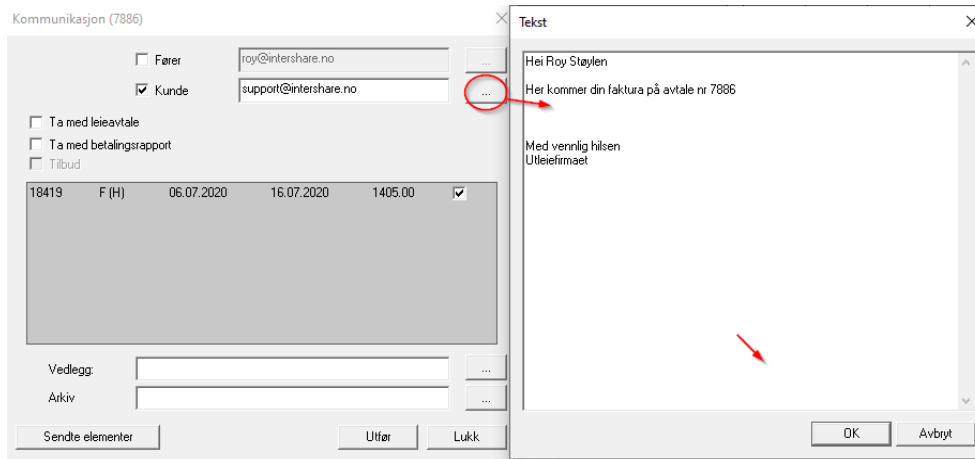 Kommunikasjon (7886)
Fører
roy@intershare.no
...
Kunde
support@intershare.no
...
Ta med leieavtale
Ta med betalingsrapport
Tilbud
18419 F (H) 06.07.2020 16.07.2020 1405.00
Vedlegg:
...
Arkiv
...
Sendte elementer
Utfør
Lukk
Tekst
Hei Roy Støylen
Her kommer din faktura på avtale nr 7886
Med vennlig hilsen
Utleiefirmaet
OK
Avbryt